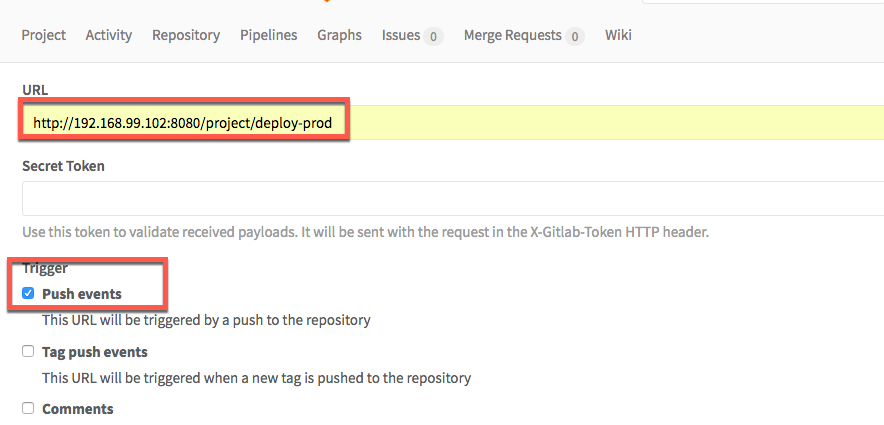 Project Activity Repository Pipelines Graphs Issues 0 Merge Requests 0 Wiki
URL
http://192.168.99.102:8080/project/deploy-prod
Secret Token
Use this token to validate received payloads. It will be sent with the request in the X-Gitlab-Token HTTP header.
Trigger
Push events
This URL will be triggered by a push to the repository
Tag push events
This URL will be triggered when a new tag is pushed to the repository
Comments